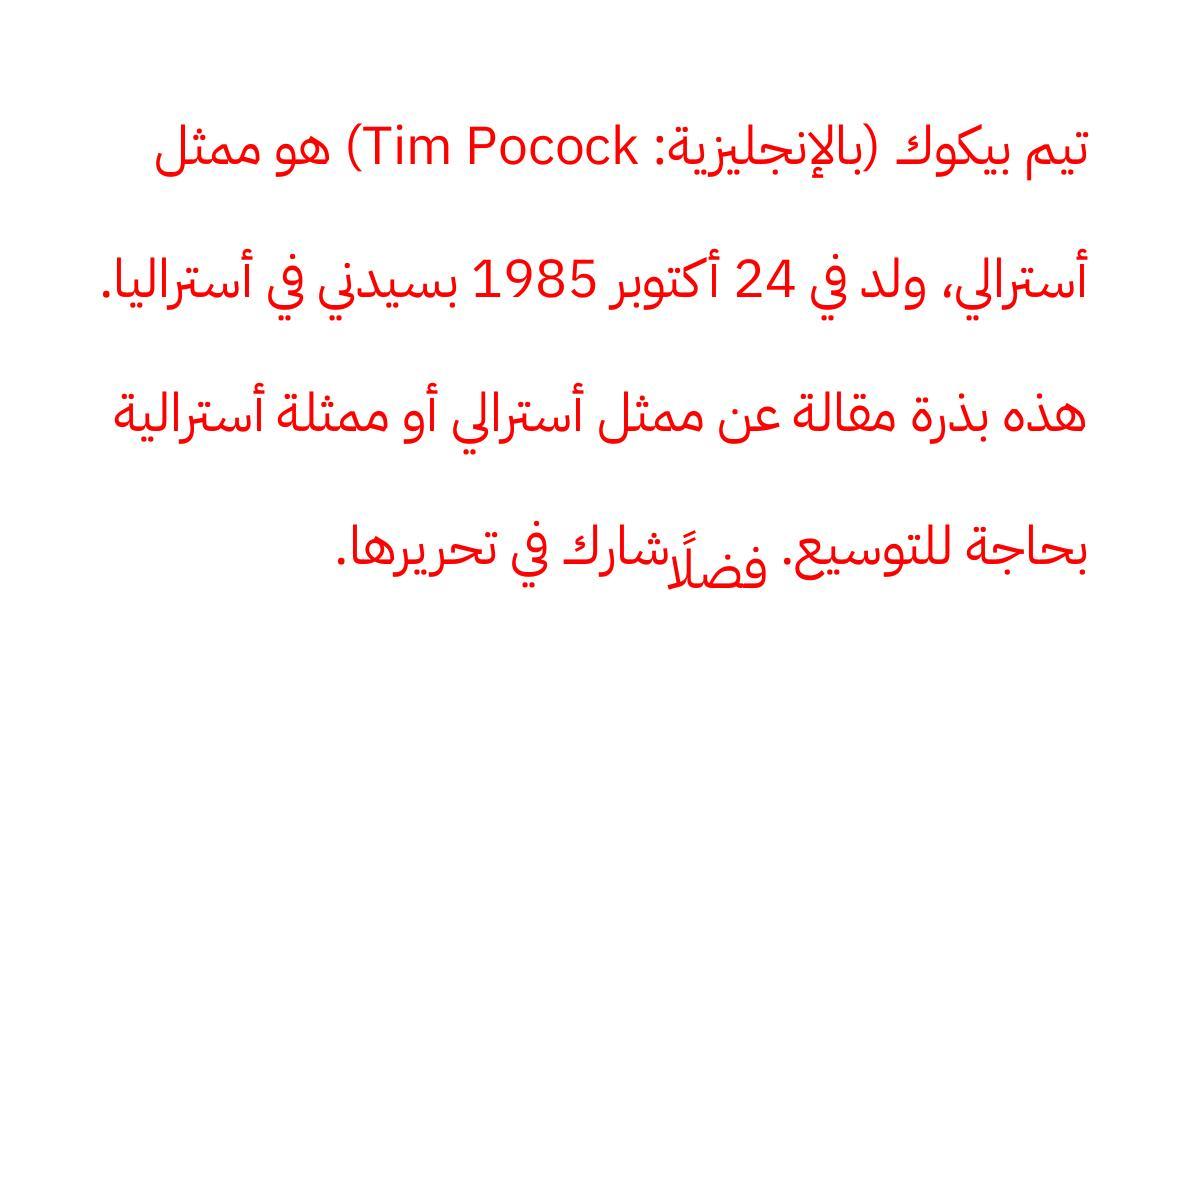 تيم بيكوك (بالإنجليزية: Tim Pocock) هو ممثل
أسترالي، ولد في 24 أكتوبر 1985 بسيدني في أستراليا.
هذه بذرة مقالة عن ممثل أسترالي أو ممثلة أسترالية
بحاجة للتوسيع. فضلًا شارك في تحريرها.